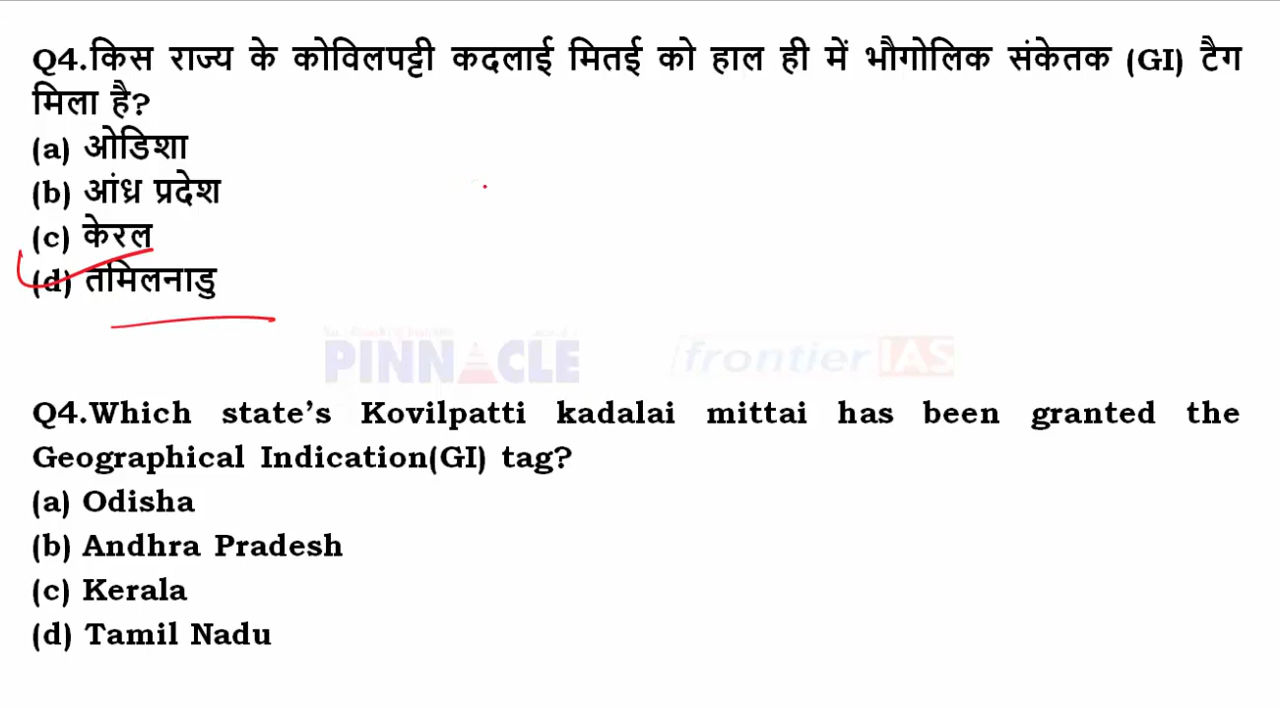 Q4.किस राज्य के कोविलपट्टी कदलाई मितई को हाल ही में भौगोलिक संकेतक (GI) टैग
मिला है?
(a) ओडिशा
(b) आंध्र प्रदेश
(c) केरल
(d) तमिलनाडु
PINNACLE frontier IAS
Q4.Which state’s Kovilpatti kadalai mittai has been granted the
Geographical Indication(GI) tag?
(a) Odisha
(b) Andhra Pradesh
(c) Kerala
(d) Tamil Nadu